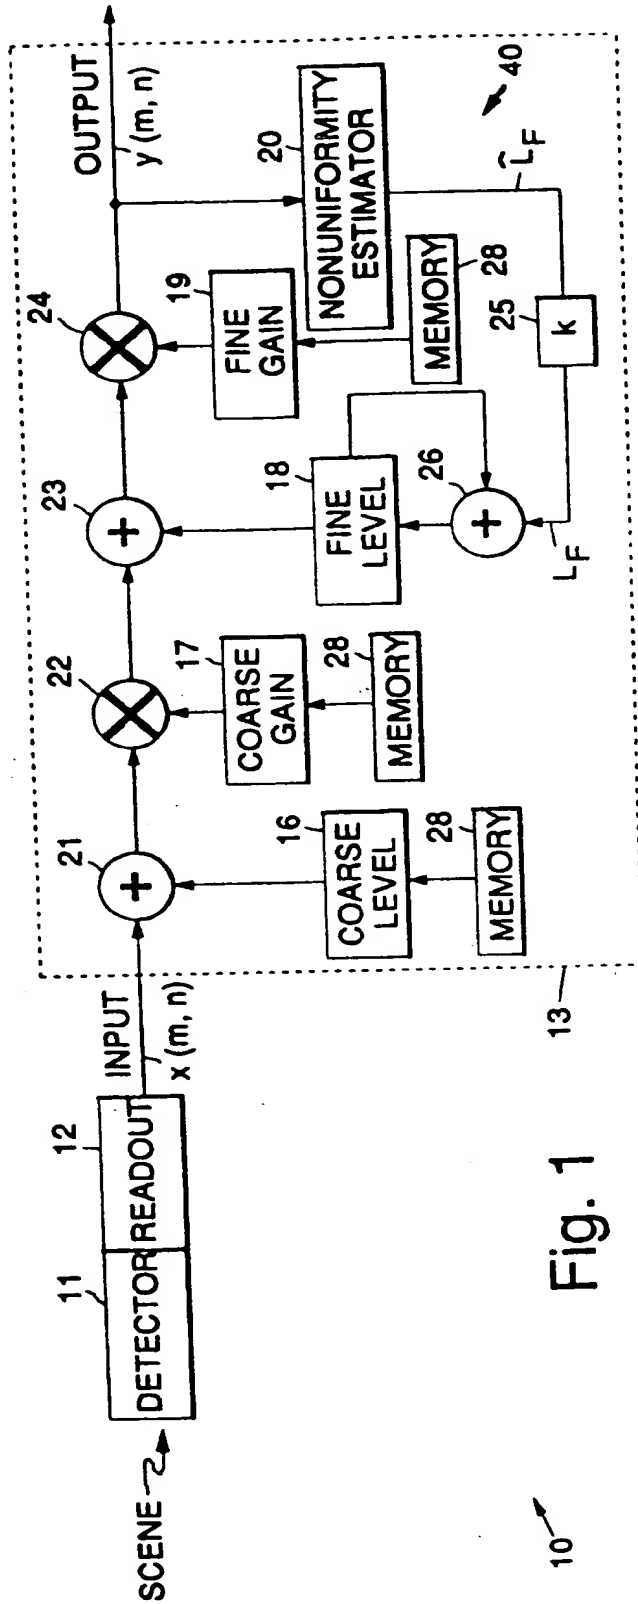 SCENE
11
DETECTOR
12
READOUT
INPUT
x (m, n)
13
21
+
16
COARSE
LEVEL
28
MEMORY
22
17
COARSE
GAIN
28
MEMORY
23
+
18
FINE
LEVEL
26
+
L_F
24
19
FINE
GAIN
28
MEMORY
25
k
20
NONUNIFORMITY
ESTIMATOR
L̂_F
40
OUTPUT
y (m, n)
10
Fig. 1